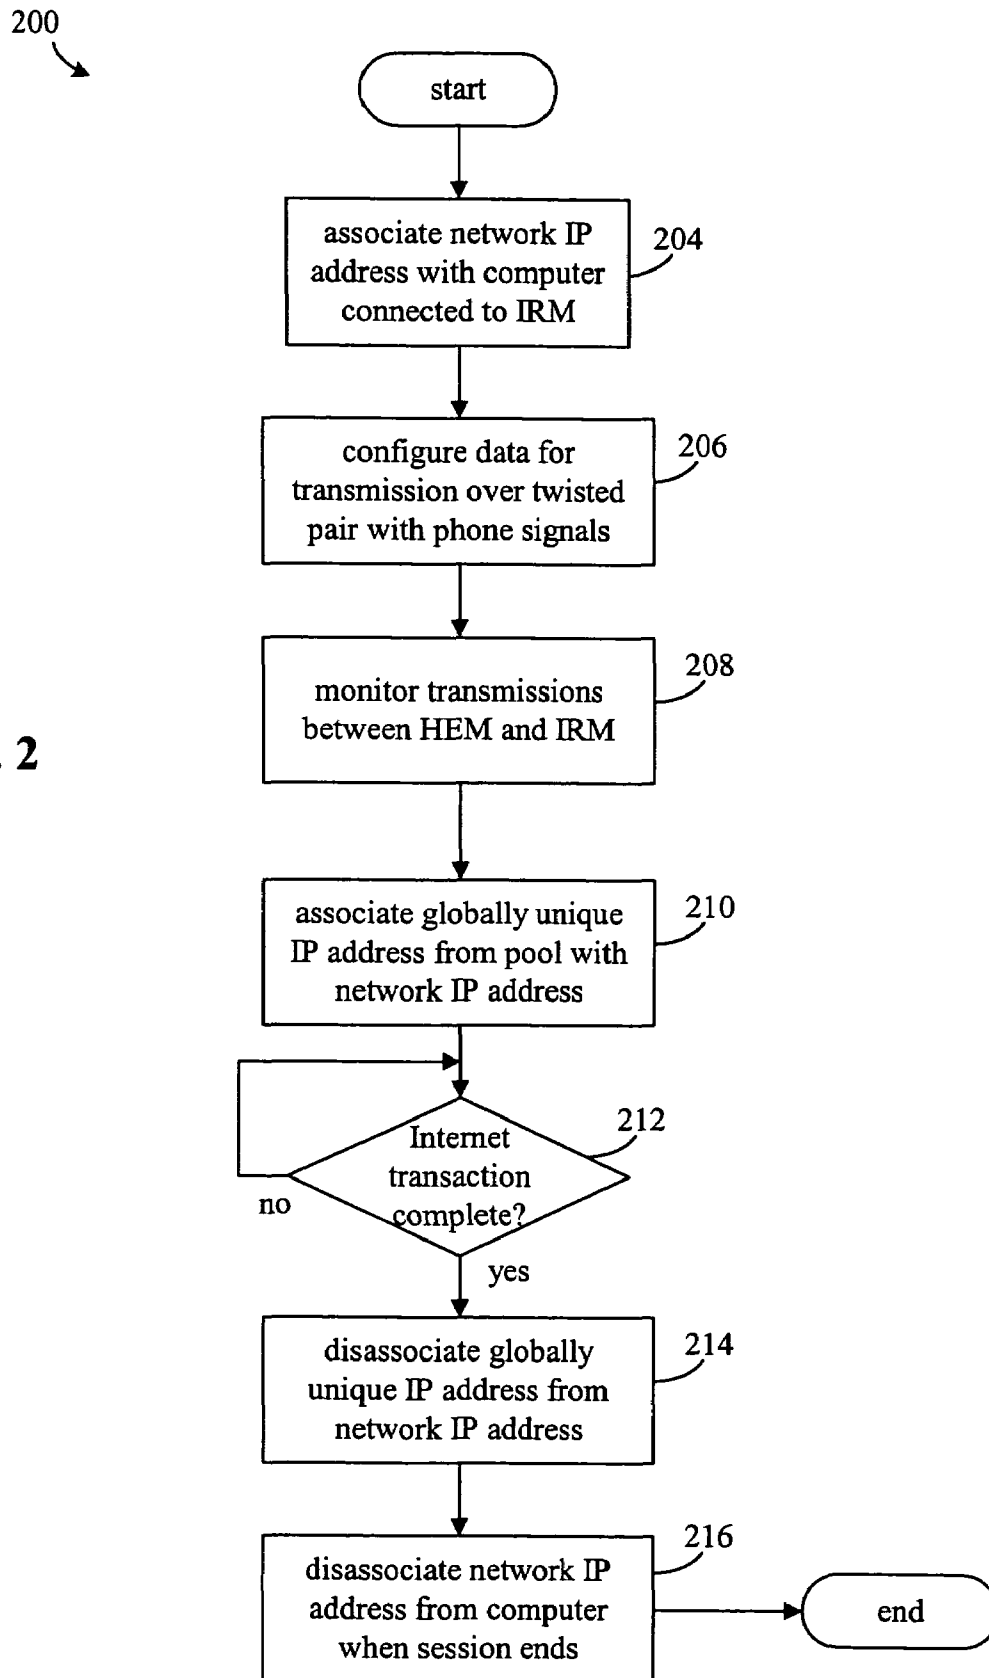 200
start
associate network IP
address with computer
connected to IRM
204
configure data for
transmission over twisted
pair with phone signals
206
monitor transmissions
between HEM and IRM
208
. 2
associate globally unique
IP address from pool with
network IP address
210
Internet
transaction
complete?
212
no
yes
disassociate globally
unique IP address from
network IP address
214
disassociate network IP
address from computer
when session ends
216
end